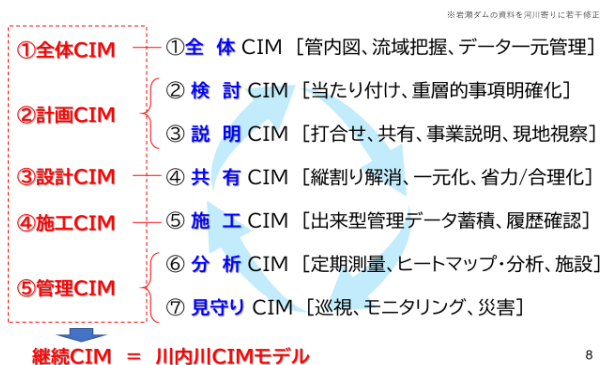 ※岩瀬ダムの資料を河川寄りに若干修正
①全体CIM
①全 体 CIM [管内図、流域把握、データ一元管理]
②計画CIM
② 検 討 CIM [当たり付け、重層的事項明確化]
③ 説 明 CIM [打合せ、共有、事業説明、現地視察]
③設計CIM
④ 共 有 CIM [縦割り解消、一元化、省力/合理化]
④施工CIM
⑤ 施 工 CIM [出来型管理データ蓄積、履歴確認]
⑤管理CIM
⑥ 分 析 CIM [定期測量、ヒートマップ・分析、施設]
⑦ 見守り CIM [巡視、モニタリング、災害]
継続CIM = 川内川CIMモデル
8